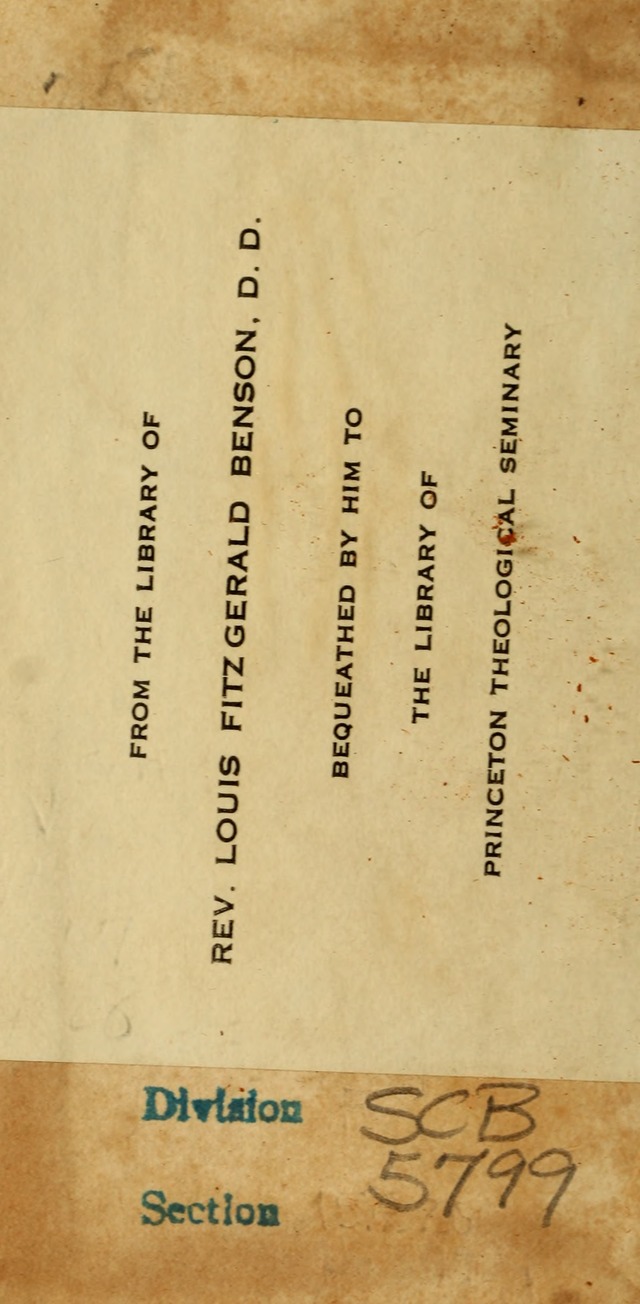 FROM THE LIBRARY OF
REV. LOUIS FITZGERALD BENSON, D. D.
BEQUEATHED BY HIM TO
THE LIBRARY OF
PRINCETON THEOLOGICAL SEMINARY
Division SCB
Section 5799